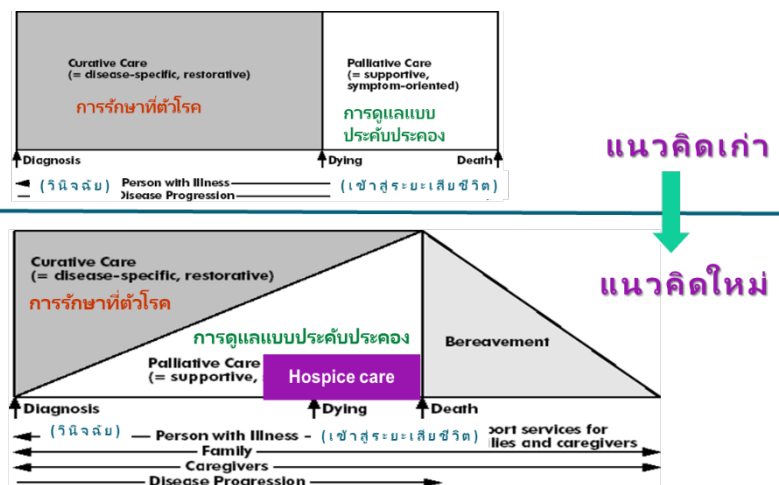 Curative Care
(= disease-specific, restorative)
การรักษาที่ตัวโรค
Palliative Care
(= supportive,
symptom-oriented)
การดูแลแบบ
ประคับประคอง
Diagnosis
Dying
Death
(วินิจฉัย)
Person with Illness
(เข้าสู่ระยะเสียชีวิต)
Disease Progression
แนวคิดเก่า
แนวคิดใหม่
Curative Care
(= disease-specific, restorative)
การรักษาที่ตัวโรค
การดูแลแบบประคับประคอง
Palliative Care
(= supportive,
Hospice care
Bereavement
Diagnosis
Dying
Death
(วินิจฉัย)
Person with Illness
(เข้าสู่ระยะเสียชีวิต)
services for
and caregivers
Family
Caregivers
Disease Progression